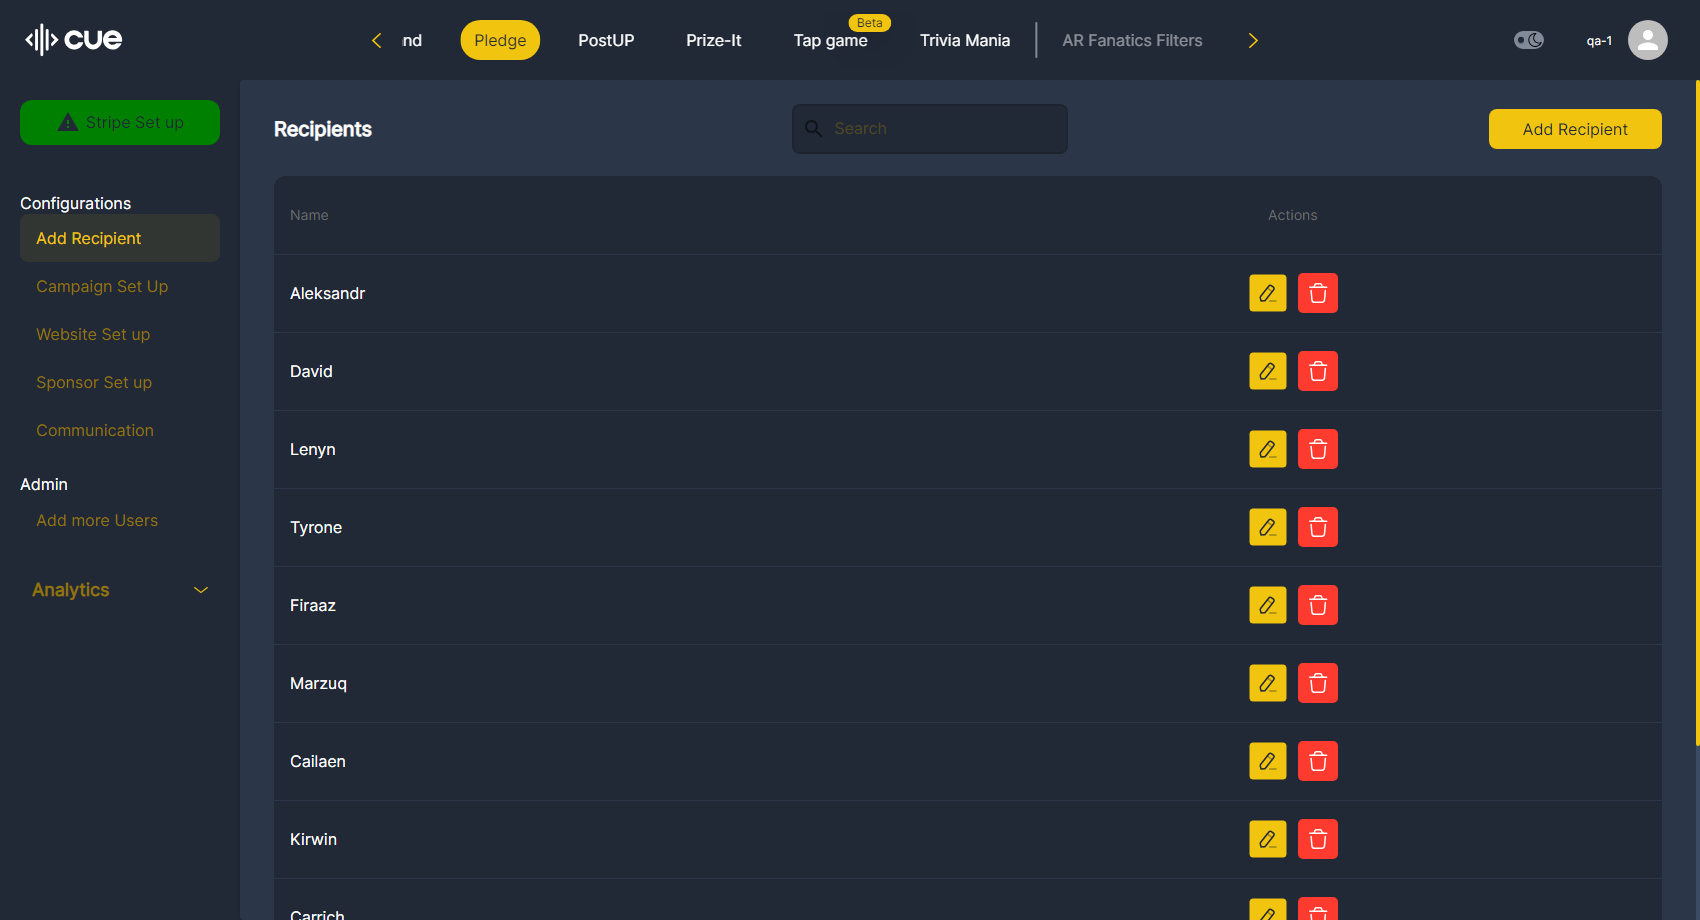 cue
nd
Pledge
PostUP
Prize-It
Beta
Tap game
Trivia Mania
AR Fanatics Filters
qa-1
Stripe Set up
Configurations
Add Recipient
Campaign Set Up
Website Set up
Sponsor Set up
Communication
Admin
Add more Users
Analytics
Recipients
Search
Add Recipient
Name
Actions
Aleksandr
David
Lenyn
Tyrone
Firaaz
Marzuq
Cailaen
Kirwin
Carrich